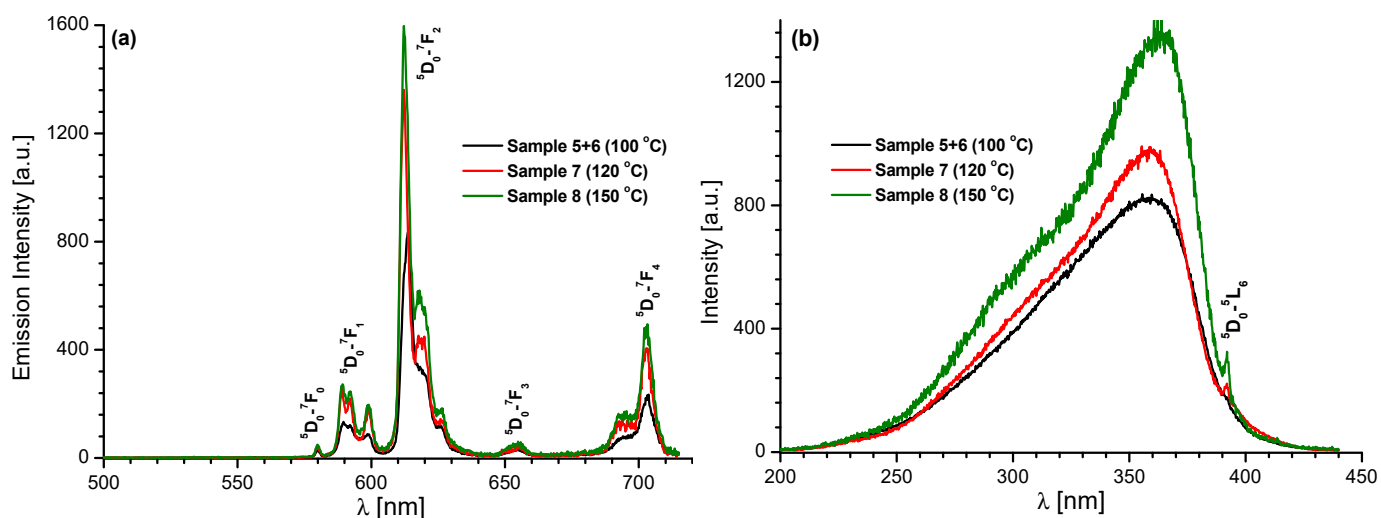 (a)
1600
1200
800
400
0
Emission Intensity [a.u.]
500 550 600 650 700
λ [nm]
⁵D₀-⁷F₀
⁵D₀-⁷F₁
⁵D₀-⁷F₂
⁵D₀-⁷F₃
⁵D₀-⁷F₄
Sample 5+6 (100 °C)
Sample 7 (120 °C)
Sample 8 (150 °C)
(b)
1200
800
400
0
Intensity [a.u.]
200 250 300 350 400 450
λ [nm]
Sample 5+6 (100 °C)
Sample 7 (120 °C)
Sample 8 (150 °C)
⁵D₀-⁵L₆